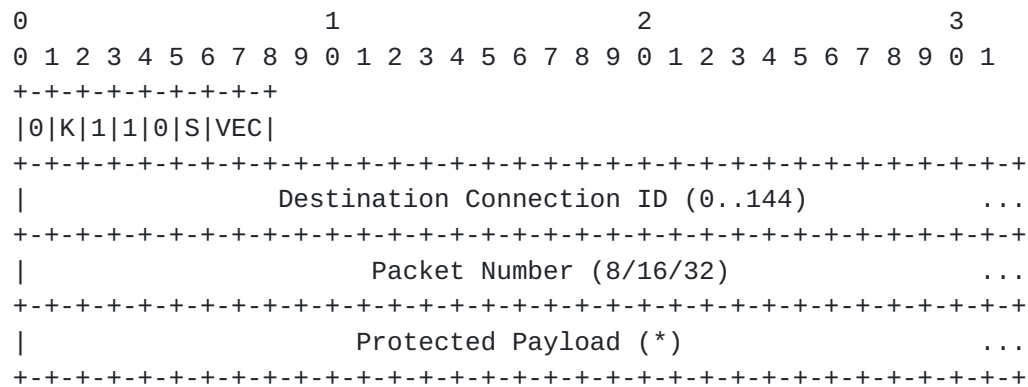 0                   1                   2                   3
0 1 2 3 4 5 6 7 8 9 0 1 2 3 4 5 6 7 8 9 0 1 2 3 4 5 6 7 8 9 0 1
+-+-+-+-+-+-+-+-+
|0|K|1|1|0|S|VEC|
+-+-+-+-+-+-+-+-+-+-+-+-+-+-+-+-+-+-+-+-+-+-+-+-+-+-+-+-+-+-+-+-+
|                Destination Connection ID (0..144)           ...
+-+-+-+-+-+-+-+-+-+-+-+-+-+-+-+-+-+-+-+-+-+-+-+-+-+-+-+-+-+-+-+-+
|                      Packet Number (8/16/32)                ...
+-+-+-+-+-+-+-+-+-+-+-+-+-+-+-+-+-+-+-+-+-+-+-+-+-+-+-+-+-+-+-+-+
|                     Protected Payload (*)                   ...
+-+-+-+-+-+-+-+-+-+-+-+-+-+-+-+-+-+-+-+-+-+-+-+-+-+-+-+-+-+-+-+-+